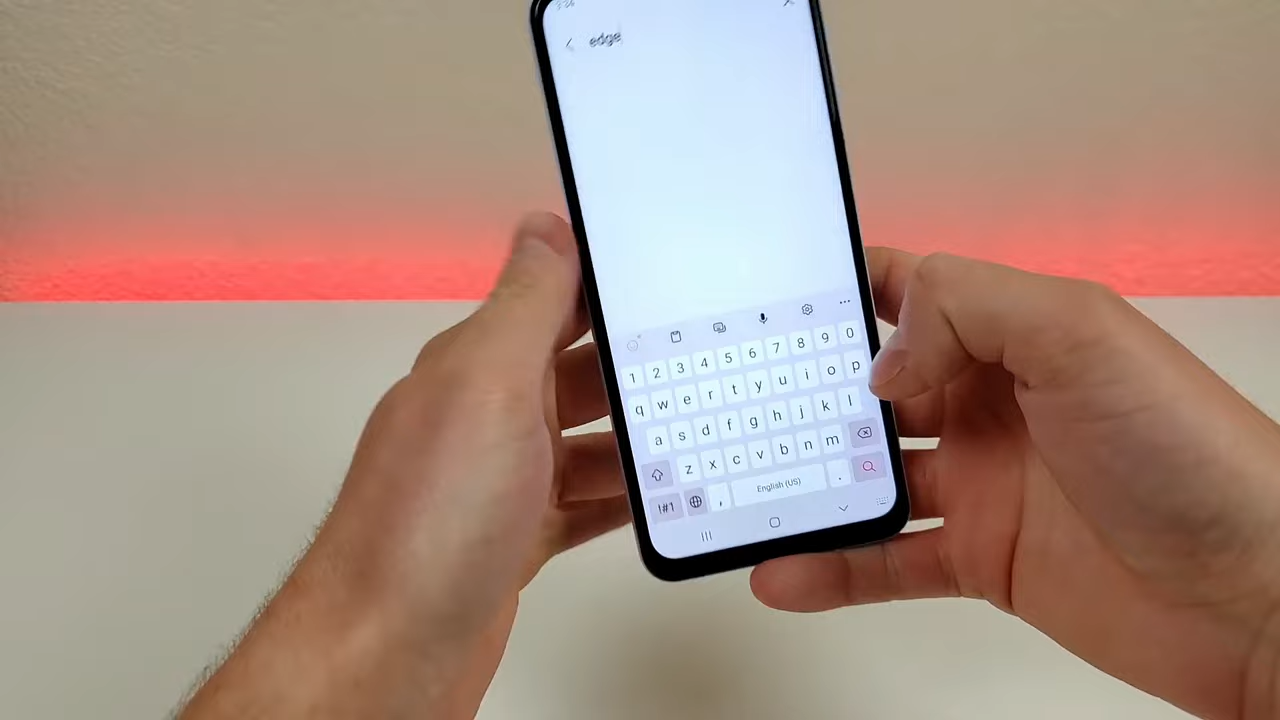 edge
1 2 3 4 5 6 7 8 9 0
q w e r t y u i o p
a s d f g h j k l
z x c v b n m
!#1 , English (US) .